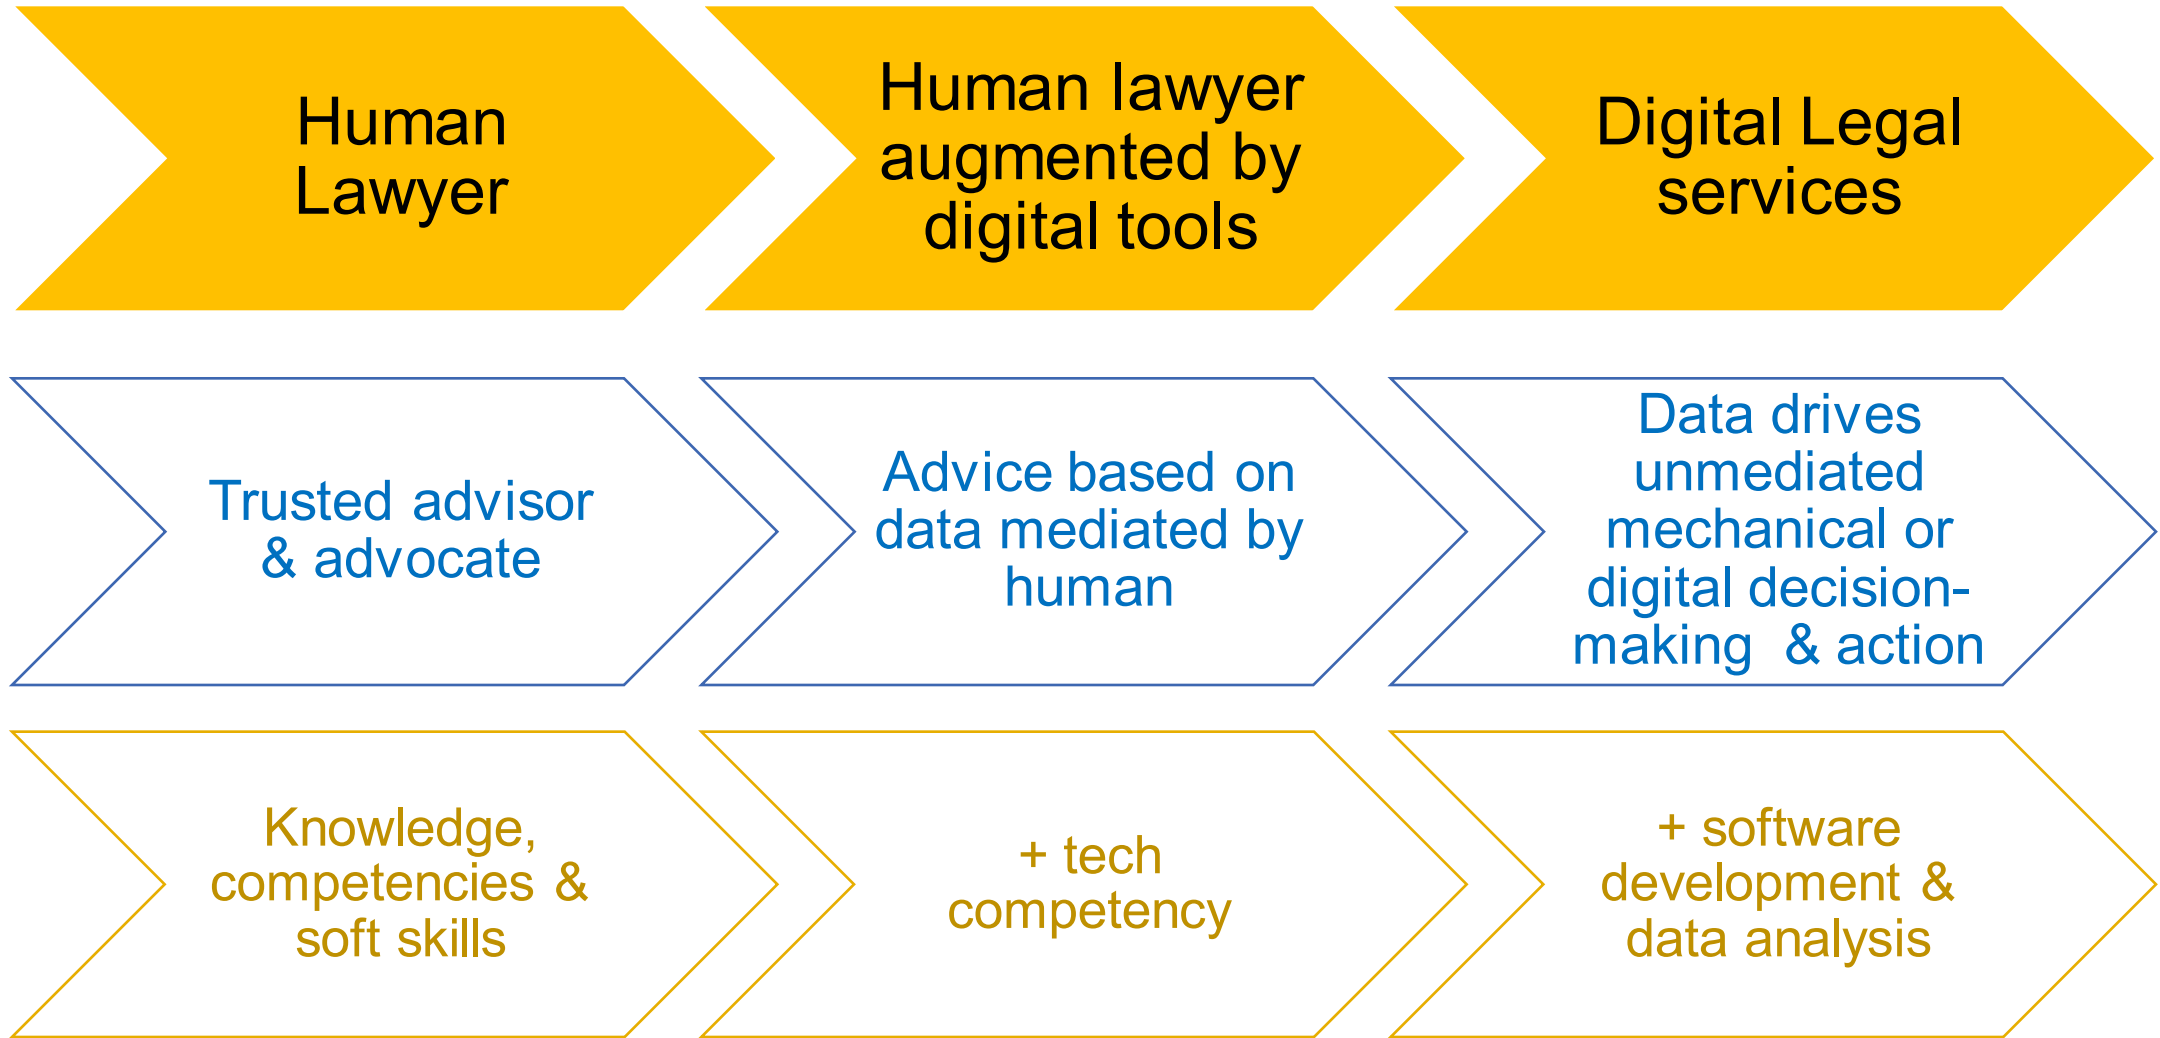 Human
Lawyer
Human lawyer
augmented by
digital tools
Digital Legal
services
Trusted advisor
& advocate
Advice based on
data mediated by
human
Data drives
unmediated
mechanical or
digital decision-
making & action
Knowledge,
competencies &
soft skills
+ tech
competency
+ software
development &
data analysis